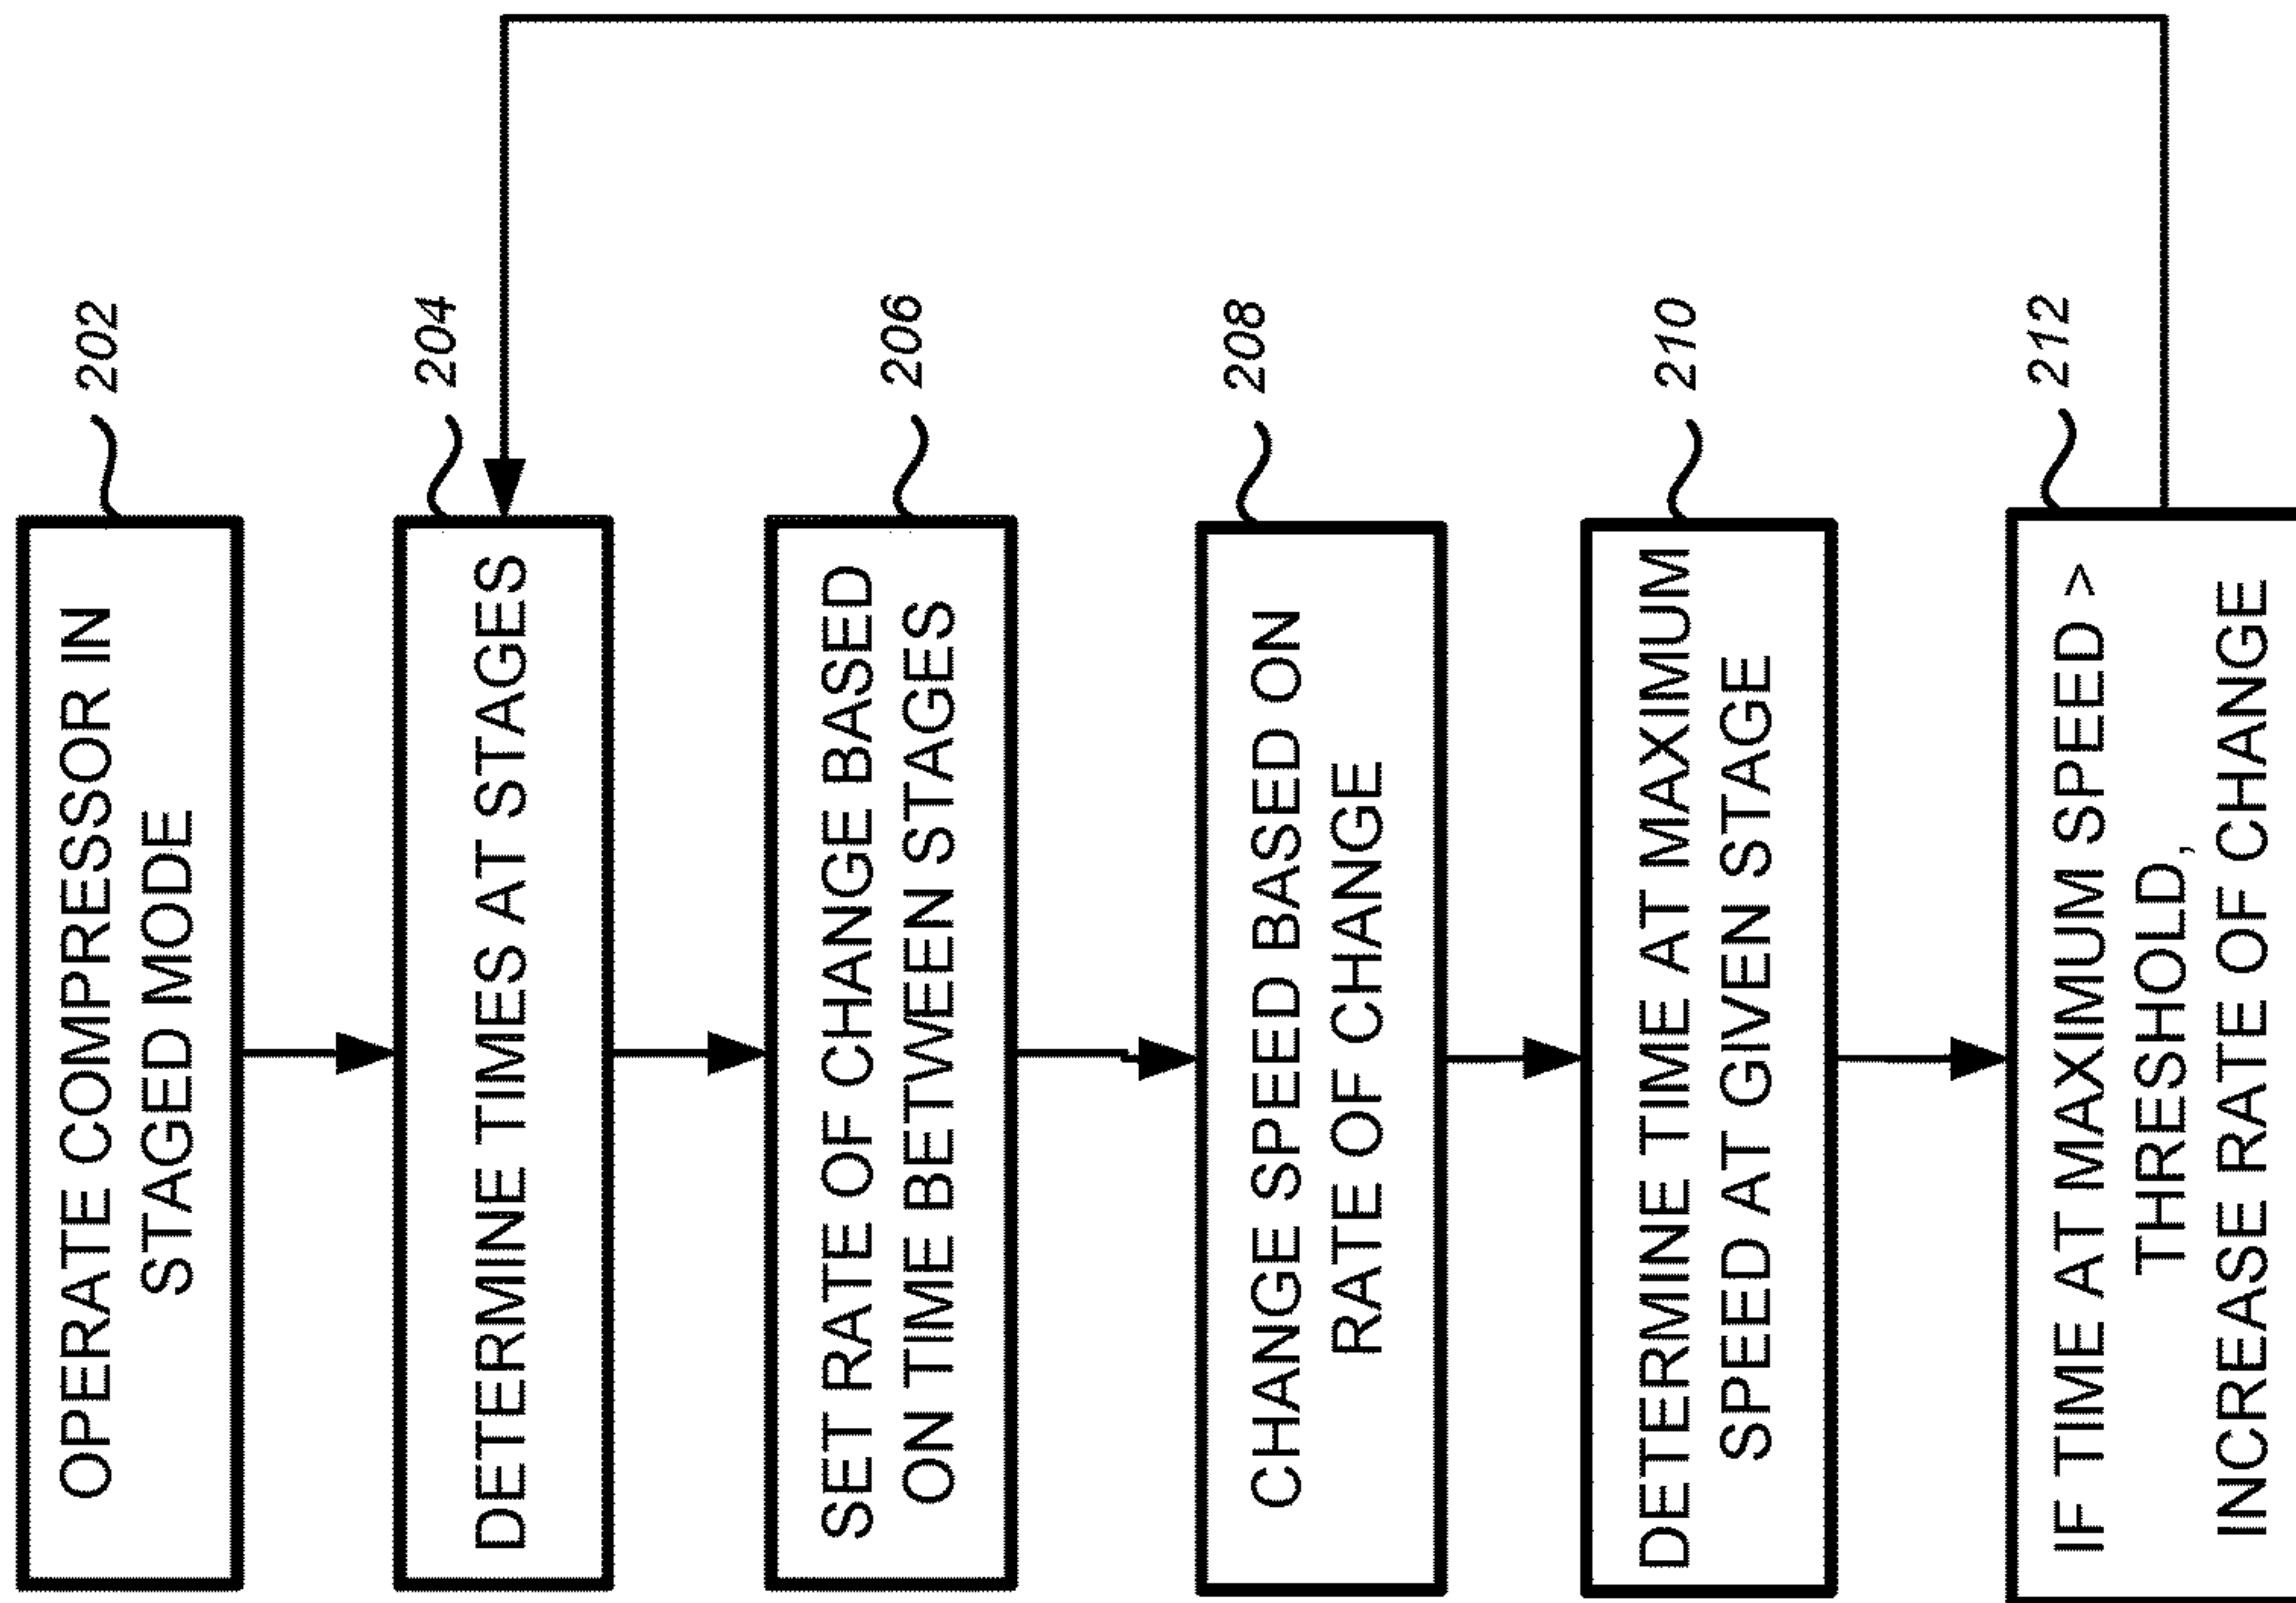 OPERATE COMPRESSOR IN
STAGED MODE
202
DETERMINE TIMES AT STAGES
204
SET RATE OF CHANGE BASED
ON TIME BETWEEN STAGES
206
CHANGE SPEED BASED ON
RATE OF CHANGE
208
DETERMINE TIME AT MAXIMUM
SPEED AT GIVEN STAGE
210
IF TIME AT MAXIMUM SPEED >
THRESHOLD,
INCREASE RATE OF CHANGE
212